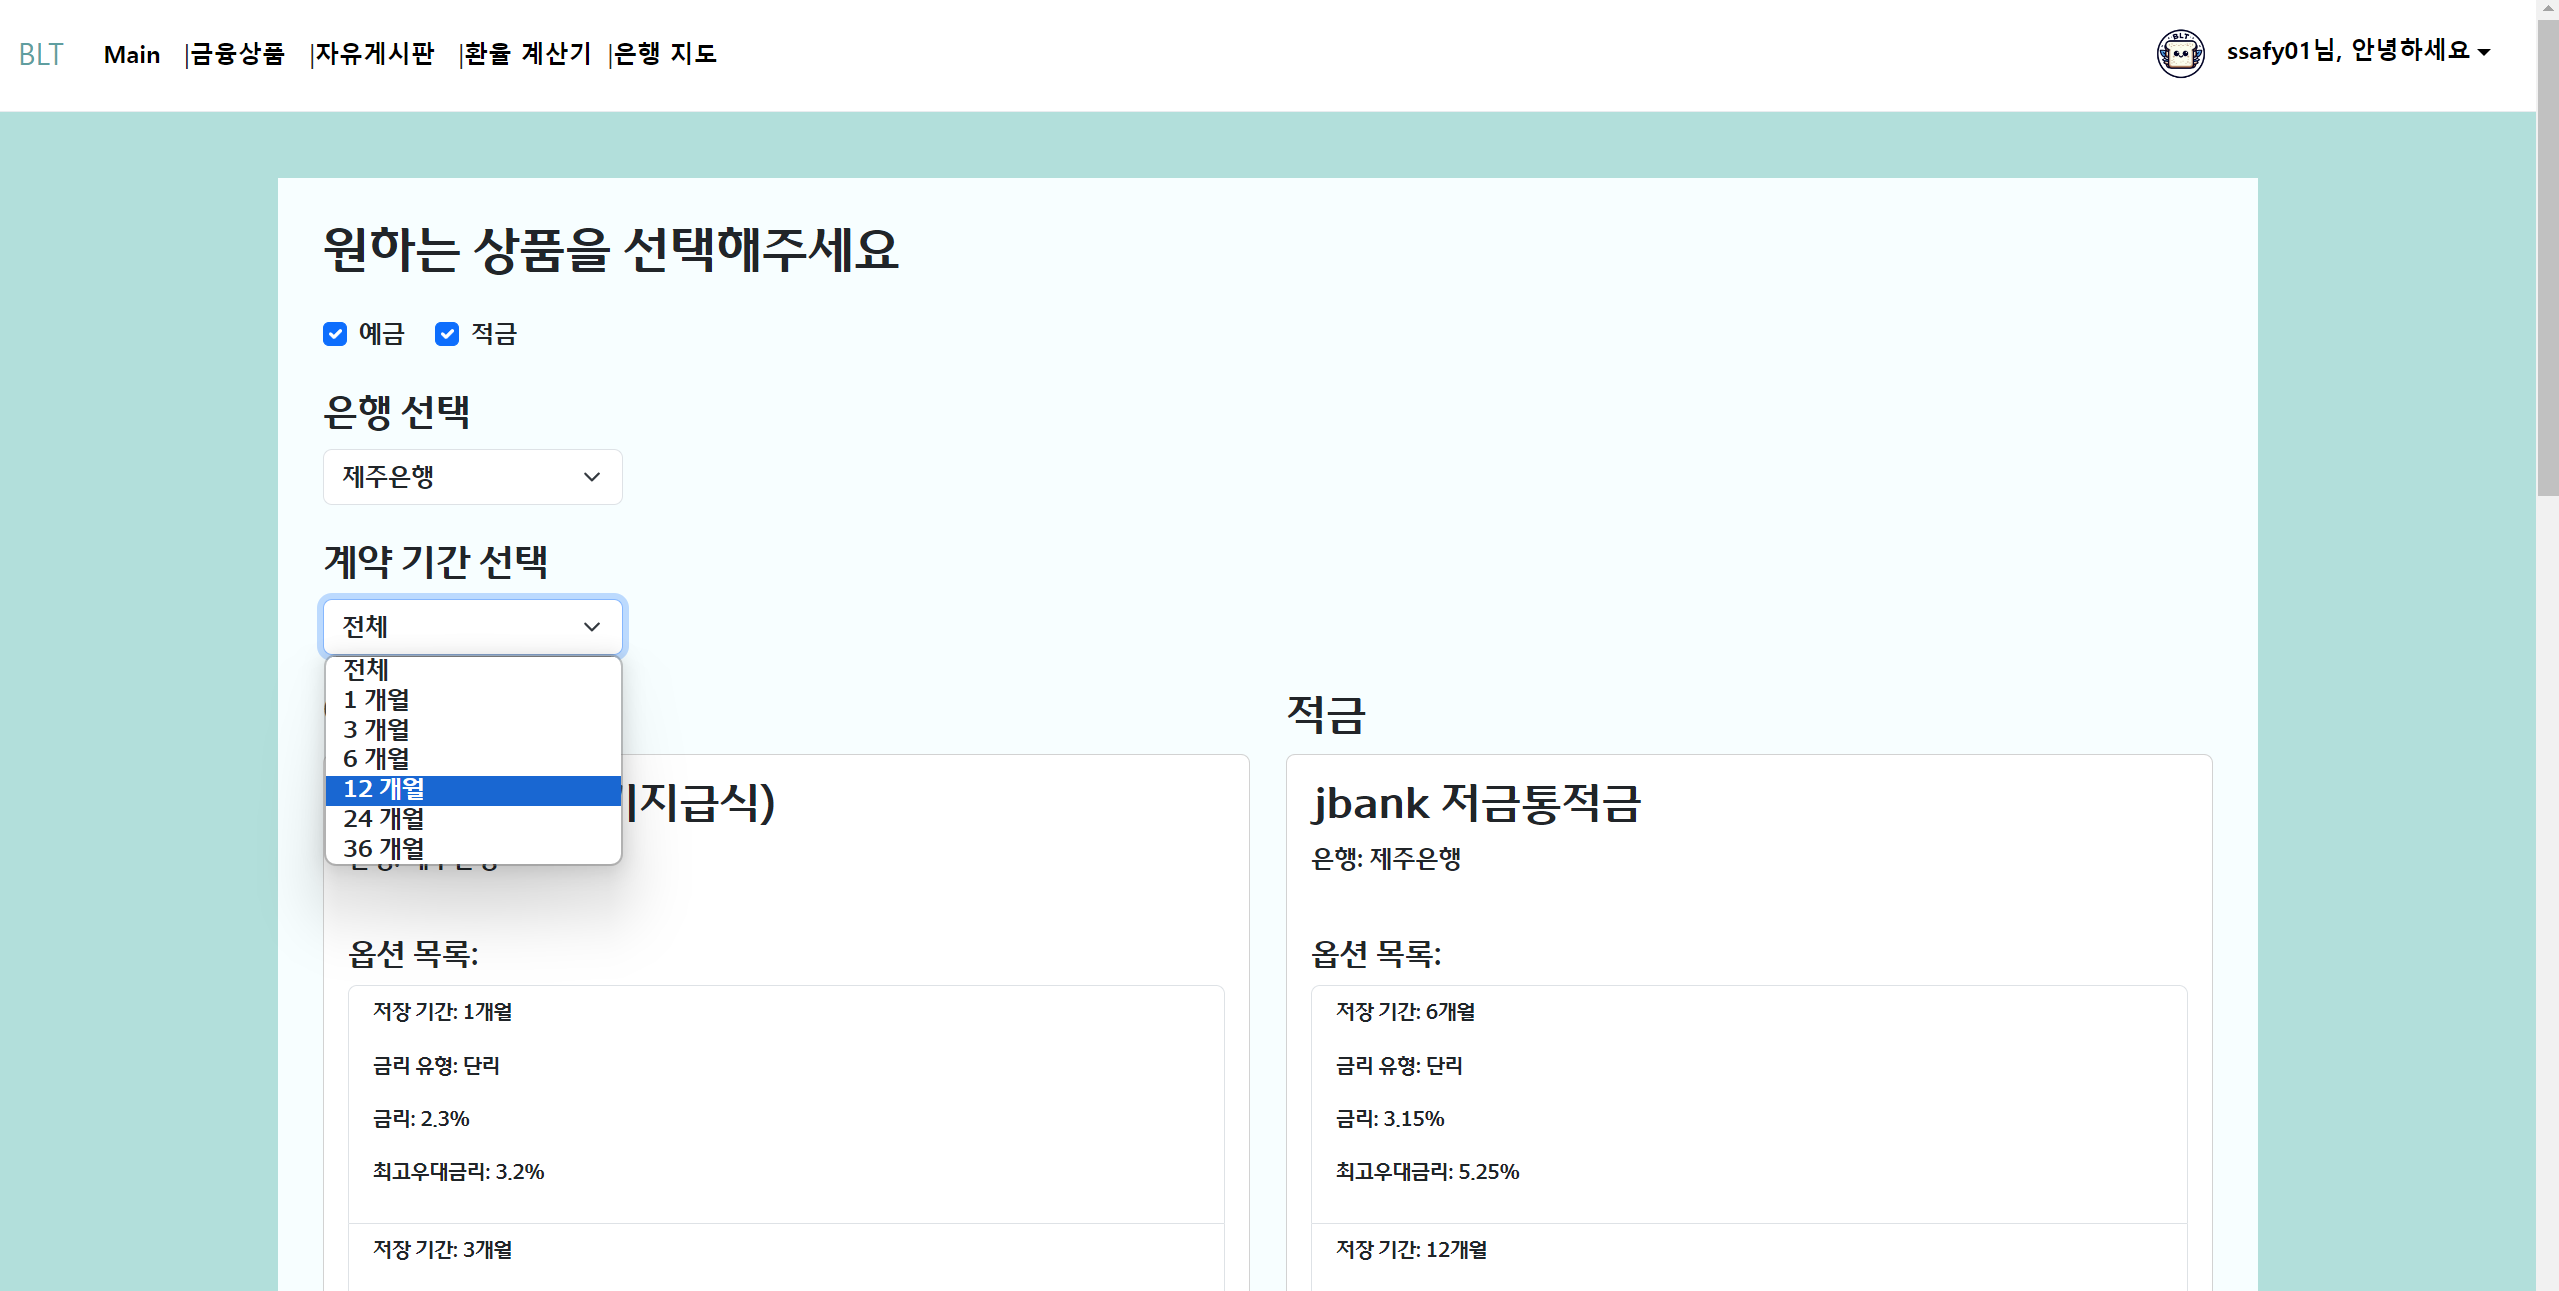 BLT Main |금융상품 |자유게시판 |환율 계산기 |은행 지도
BLT
ssafy01님, 안녕하세요
원하는 상품을 선택해주세요
예금 적금
은행 선택
제주은행
계약 기간 선택
전체
전체
1 개월
3 개월
6 개월
12 개월
24 개월
36 개월
지급식)
옵션 목록:
저장 기간: 1개월
금리 유형: 단리
금리: 2.3%
최고우대금리: 3.2%
저장 기간: 3개월
적금
jbank 저금통적금
은행: 제주은행
옵션 목록:
저장 기간: 6개월
금리 유형: 단리
금리: 3.15%
최고우대금리: 5.25%
저장 기간: 12개월